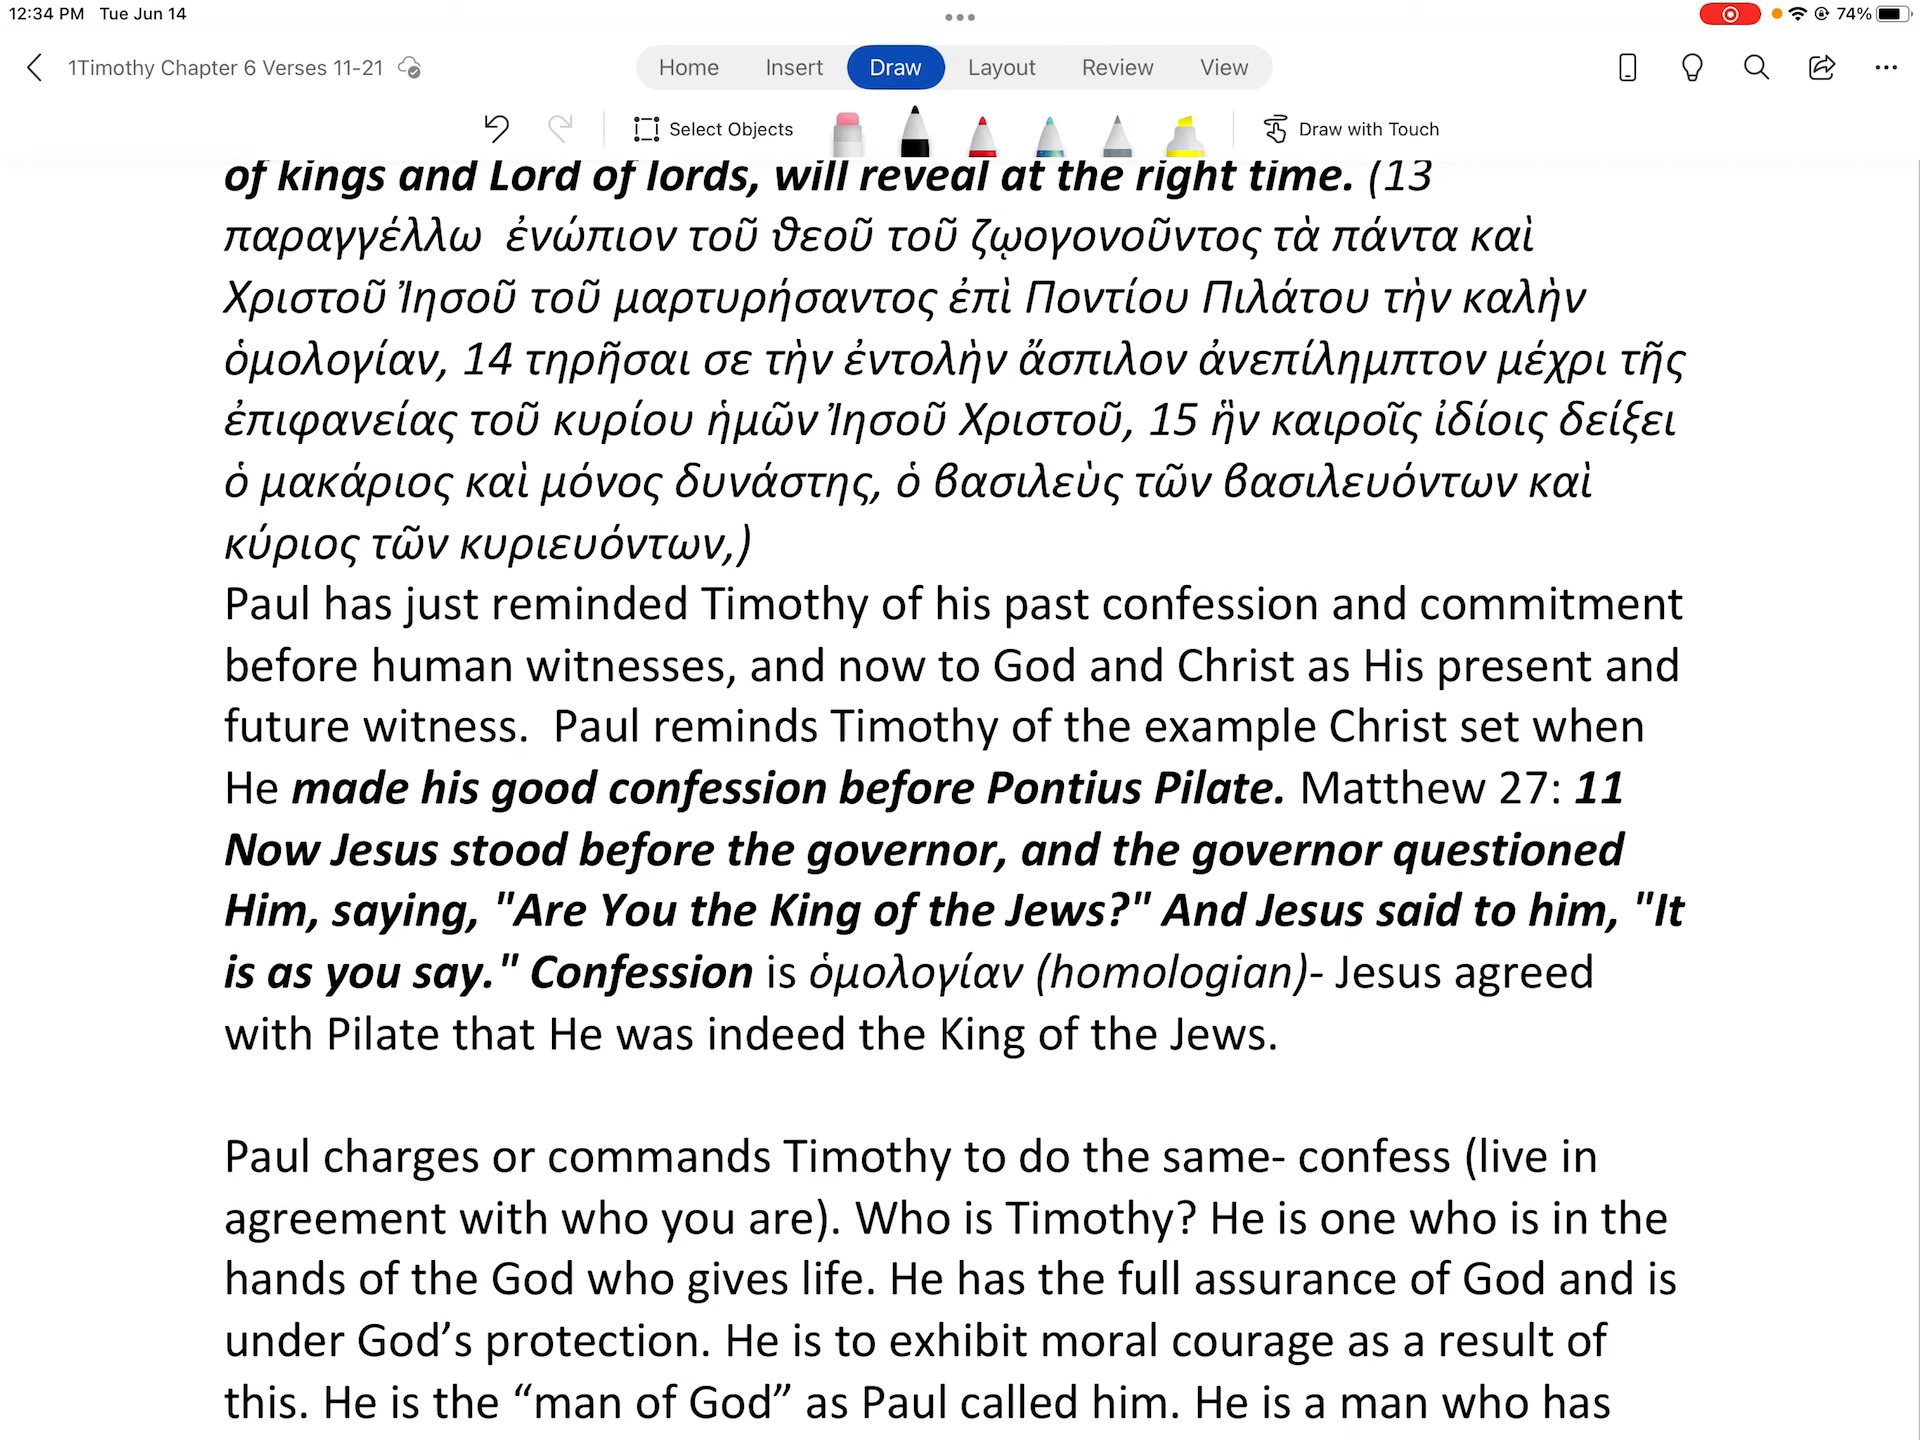 12:34 PM Tue Jun 14
74%
1Timothy Chapter 6 Verses 11-21
Home Insert Draw Layout Review View
Select Objects Draw with Touch
of kings and Lord of lords, will reveal at the right time. (13
παραγγέλλω ἐνώπιον τοῦ θεοῦ τοῦ ζῳογονοῦντος τὰ πάντα καὶ
Χριστοῦ Ἰησοῦ τοῦ μαρτυρήσαντος ἐπὶ Ποντίου Πιλάτου τὴν καλὴν
ὁμολογίαν, 14 τηρῆσαι σε τὴν ἐντολὴν ἄσπιλον ἀνεπίλημπτον μέχρι τῆς
ἐπιφανείας τοῦ κυρίου ἡμῶν Ἰησοῦ Χριστοῦ, 15 ἣν καιροῖς ἰδίοις δείξει
ὁ μακάριος καὶ μόνος δυνάστης, ὁ βασιλεὺς τῶν βασιλευόντων καὶ
κύριος τῶν κυριευόντων,)
Paul has just reminded Timothy of his past confession and commitment
before human witnesses, and now to God and Christ as His present and
future witness.  Paul reminds Timothy of the example Christ set when
He made his good confession before Pontius Pilate. Matthew 27: 11
Now Jesus stood before the governor, and the governor questioned
Him, saying, "Are You the King of the Jews?" And Jesus said to him, "It
is as you say." Confession is ὁμολογίαν (homologian)- Jesus agreed
with Pilate that He was indeed the King of the Jews.
Paul charges or commands Timothy to do the same- confess (live in
agreement with who you are). Who is Timothy? He is one who is in the
hands of the God who gives life. He has the full assurance of God and is
under God’s protection. He is to exhibit moral courage as a result of
this. He is the “man of God” as Paul called him. He is a man who has